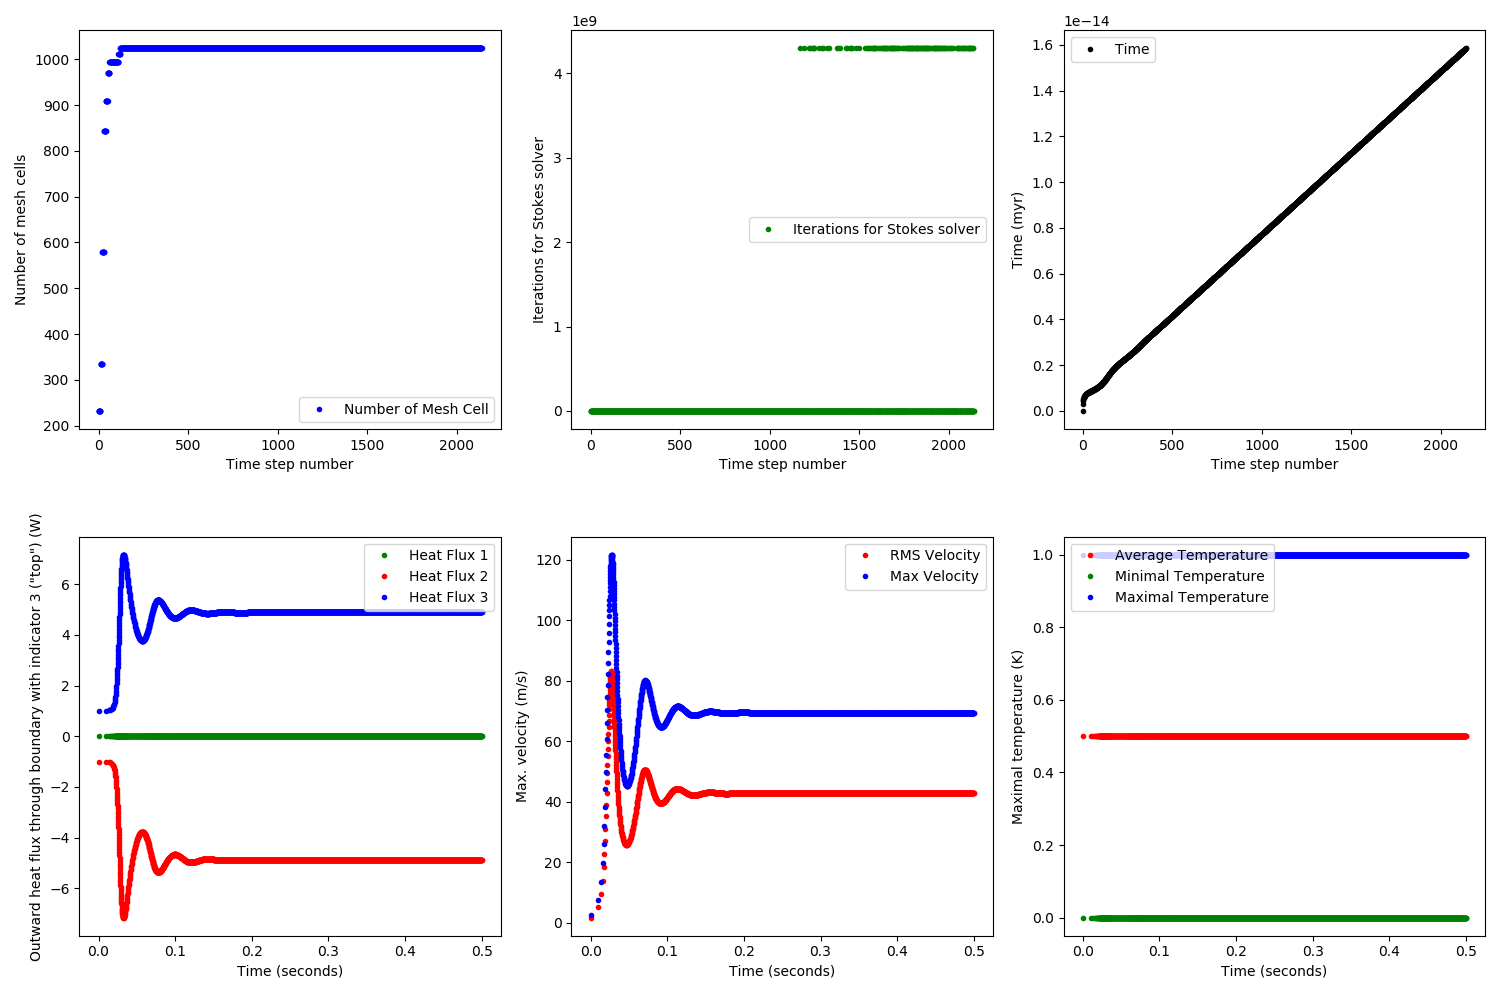 1000
900
800
700
600
500
400
300
200
Number of mesh cells
Number of Mesh Cell
0 500 1000 1500 2000
Time step number
1e9
4
3
2
1
0
Iterations for Stokes solver
Iterations for Stokes solver
0 500 1000 1500 2000
Time step number
1e−14
1.6
1.4
1.2
1.0
0.8
0.6
0.4
0.2
0.0
Time (myr)
Time
0 500 1000 1500 2000
Time step number
6
4
2
0
−2
−4
−6
Outward heat flux through boundary with indicator 3 ("top") (W)
Heat Flux 1
Heat Flux 2
Heat Flux 3
0.0 0.1 0.2 0.3 0.4 0.5
Time (seconds)
120
100
80
60
40
20
0
Max. velocity (m/s)
RMS Velocity
Max Velocity
0.0 0.1 0.2 0.3 0.4 0.5
Time (seconds)
1.0
0.8
0.6
0.4
0.2
0.0
Maximal temperature (K)
Average Temperature
Minimal Temperature
Maximal Temperature
0.0 0.1 0.2 0.3 0.4 0.5
Time (seconds)